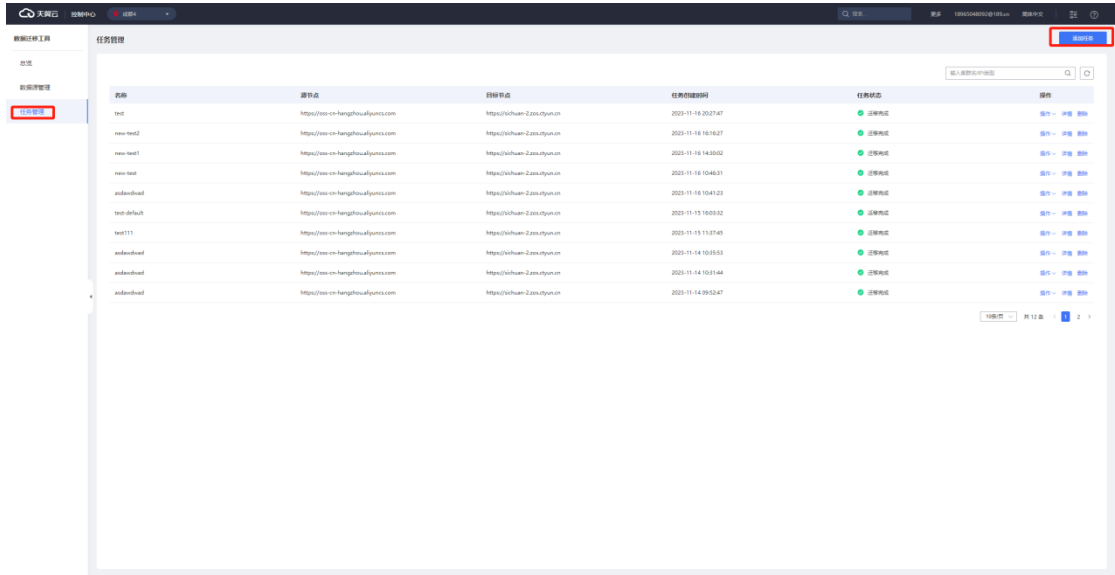 天翼云 控制中心 成都4 搜索 更多 18965048092@189.cn 简体中文
数据迁移工具
总览
数据源管理
任务管理
任务管理 添加任务
名称 源节点 目标节点 任务创建时间 任务状态 操作
test https://oss-cn-hangzhou.aliyuncs.com https://sichuan-2.zos.ctyun.cn 2023-11-16 20:27:47 迁移完成 操作 详情 删除
new-test2 https://oss-cn-hangzhou.aliyuncs.com https://sichuan-2.zos.ctyun.cn 2023-11-16 16:16:27 迁移完成 操作 详情 删除
new-test1 https://oss-cn-hangzhou.aliyuncs.com https://sichuan-2.zos.ctyun.cn 2023-11-16 14:30:02 迁移完成 操作 详情 删除
new-test https://oss-cn-hangzhou.aliyuncs.com https://sichuan-2.zos.ctyun.cn 2023-11-16 10:46:31 迁移完成 操作 详情 删除
asdawdwad https://oss-cn-hangzhou.aliyuncs.com https://sichuan-2.zos.ctyun.cn 2023-11-16 10:41:23 迁移完成 操作 详情 删除
test-default https://oss-cn-hangzhou.aliyuncs.com https://sichuan-2.zos.ctyun.cn 2023-11-15 16:03:32 迁移完成 操作 详情 删除
test111 https://oss-cn-hangzhou.aliyuncs.com https://sichuan-2.zos.ctyun.cn 2023-11-15 11:37:45 迁移完成 操作 详情 删除
asdawdwad https://oss-cn-hangzhou.aliyuncs.com https://sichuan-2.zos.ctyun.cn 2023-11-14 10:35:53 迁移完成 操作 详情 删除
asdawdwad https://oss-cn-hangzhou.aliyuncs.com https://sichuan-2.zos.ctyun.cn 2023-11-14 10:31:44 迁移完成 操作 详情 删除
asdawdwad https://oss-cn-hangzhou.aliyuncs.com https://sichuan-2.zos.ctyun.cn 2023-11-14 09:52:47 迁移完成 操作 详情 删除
10条/页 共 12 条 1 2